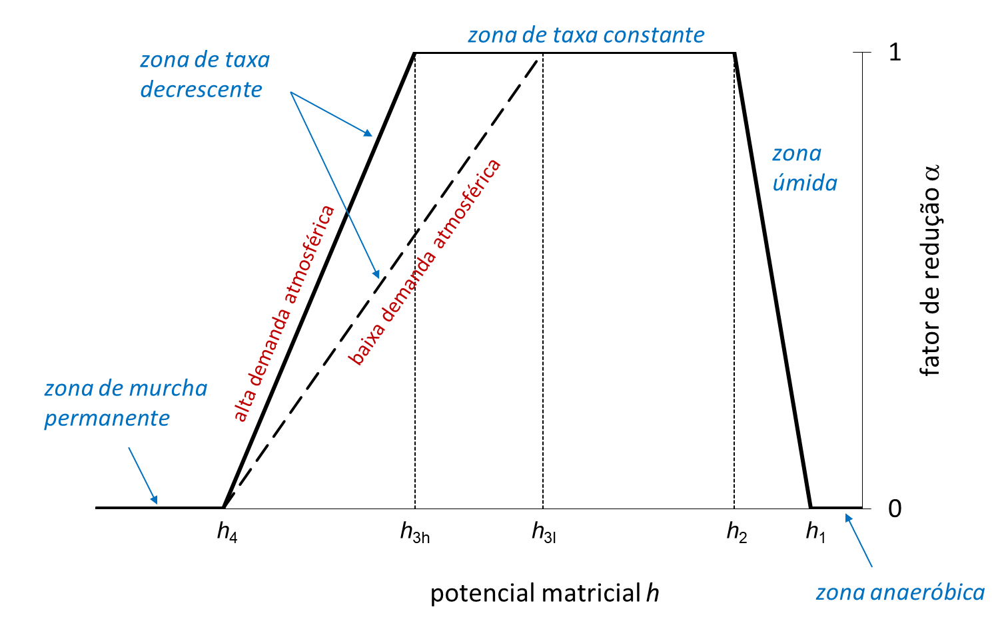 zona de taxa constante
zona de taxa
decrescente
1
zona
úmida
alta demanda atmosférica
baixa demanda atmosférica
fator de redução α
zona de murcha
permanente
0
h4
h3h
h3l
h2
h1
potencial matricial h
zona anaeróbica